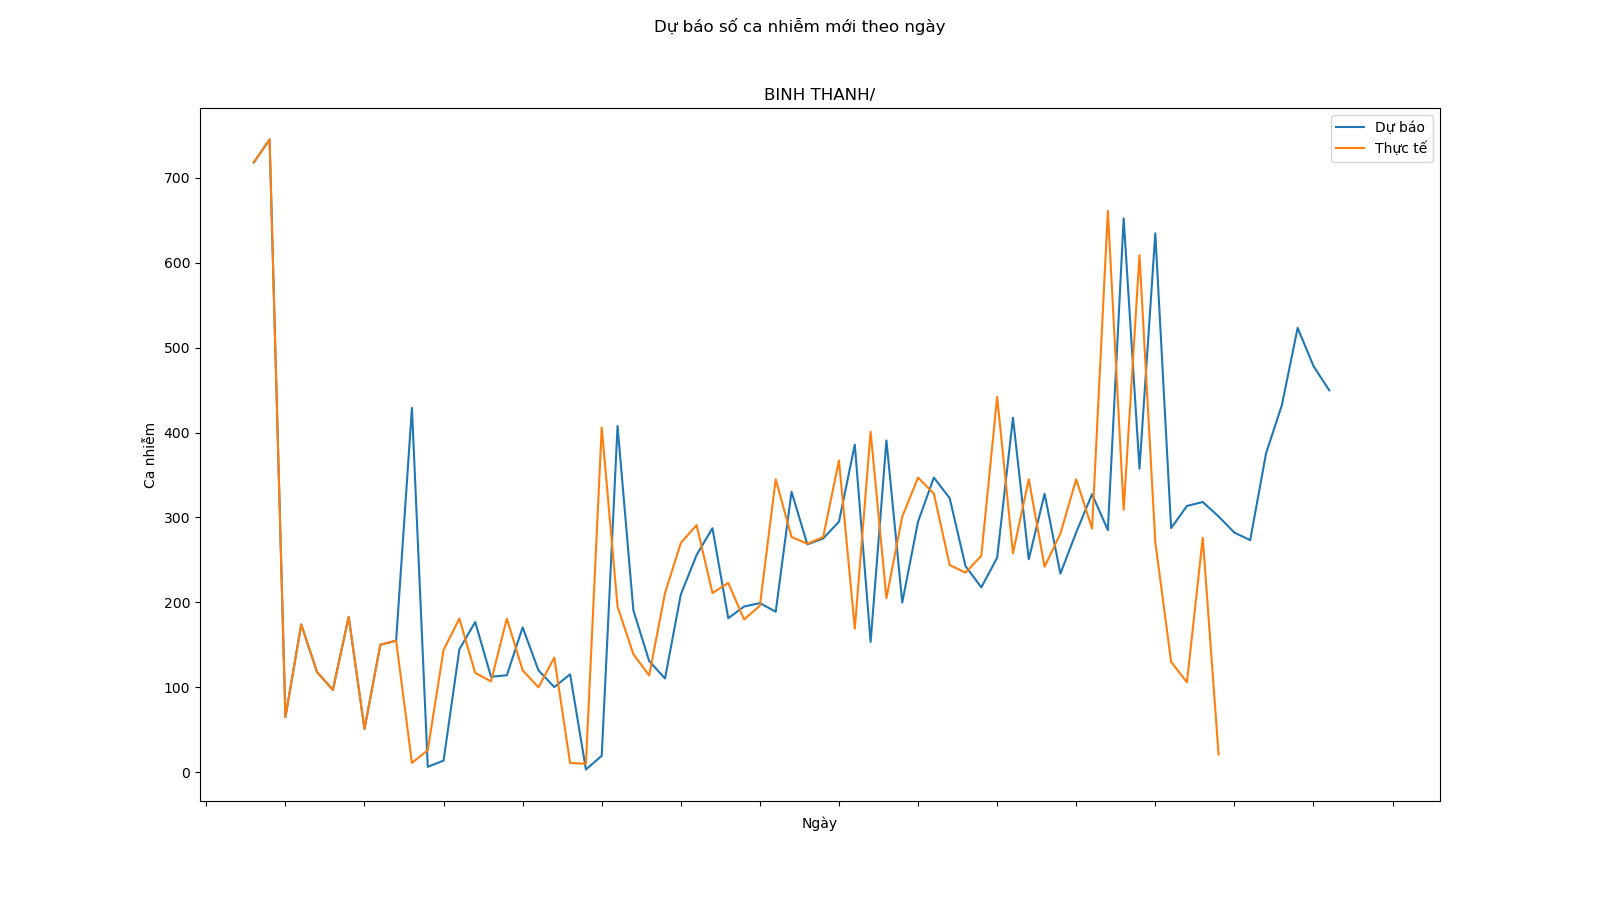 Dự báo số ca nhiễm mới theo ngày
BINH THANH/
Dự báo
Thực tế
700
600
500
400
300
200
100
0
Ca nhiễm
Ngày